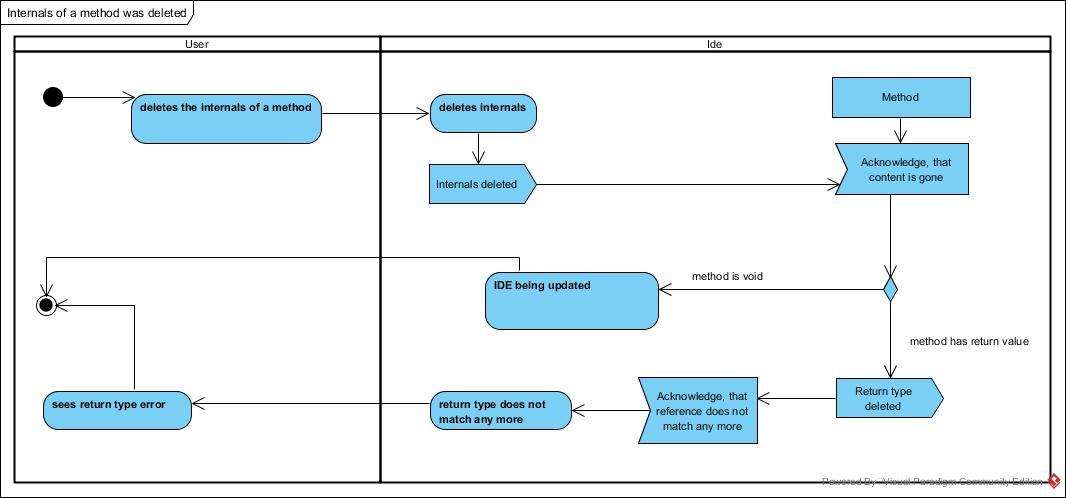 Internals of a method was deleted
User
Ide
deletes the internals of a method
deletes internals
Method
Internals deleted
Acknowledge, that
content is gone
method is void
IDE being updated
method has return value
sees return type error
return type does not
match any more
Acknowledge, that
reference does not
match any more
Return type
deleted
Powered By Visual Paradigm Community Edition